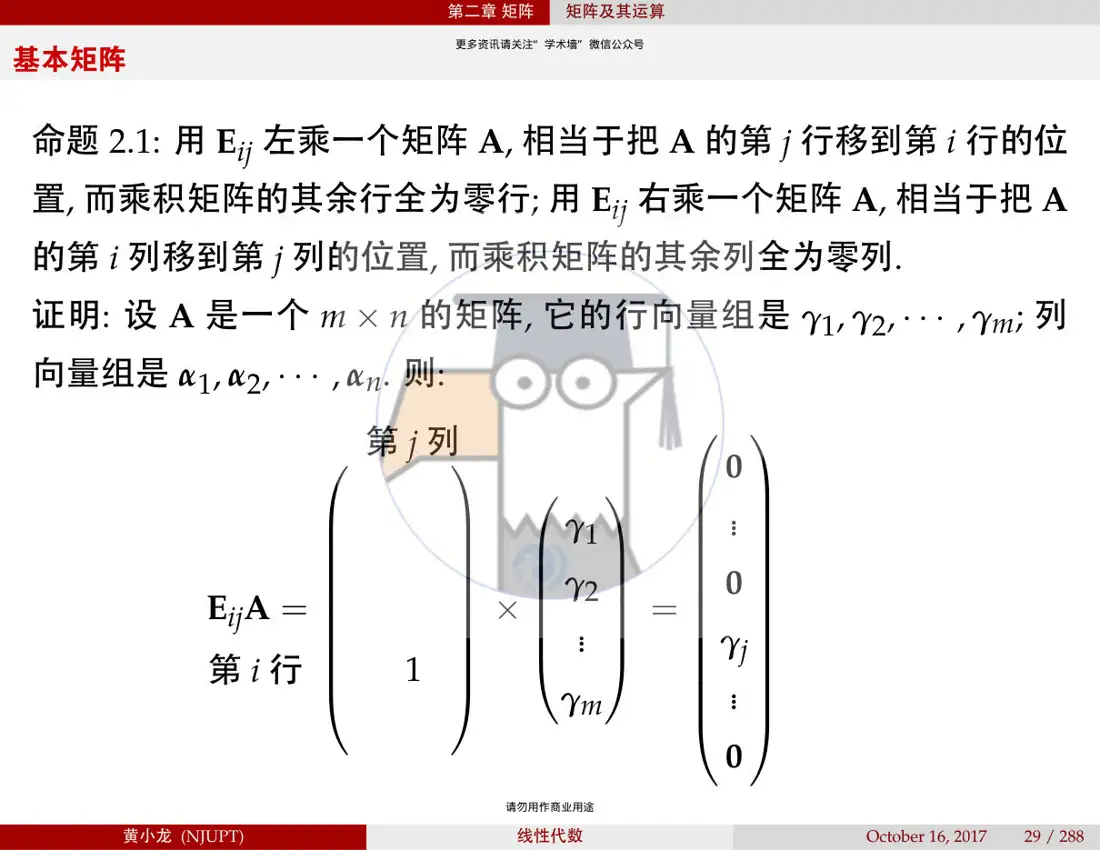 第二章 矩阵 矩阵及其运算
更多资讯请关注“学术墙”微信公众号
基本矩阵
命题 2.1: 用 E_{ij} 左乘一个矩阵 A, 相当于把 A 的第 j 行移到第 i 行的位
置, 而乘积矩阵的其余行全为零行; 用 E_{ij} 右乘一个矩阵 A, 相当于把 A
的第 i 列移到第 j 列的位置, 而乘积矩阵的其余列全为零列.
证明: 设 A 是一个 m × n 的矩阵, 它的行向量组是 γ_1, γ_2, ⋯ , γ_m; 列
向量组是 α_1, α_2, ⋯ , α_n. 则:
第 j 列
E_{ij}A = ( 1 ) × ( γ_1 γ_2 ⋮ γ_m ) = ( 0 ⋮ 0 γ_j ⋮ 0 )
第 i 行
请勿用作商业用途
黄小龙 (NJUPT) 线性代数 October 16, 2017 29 / 288